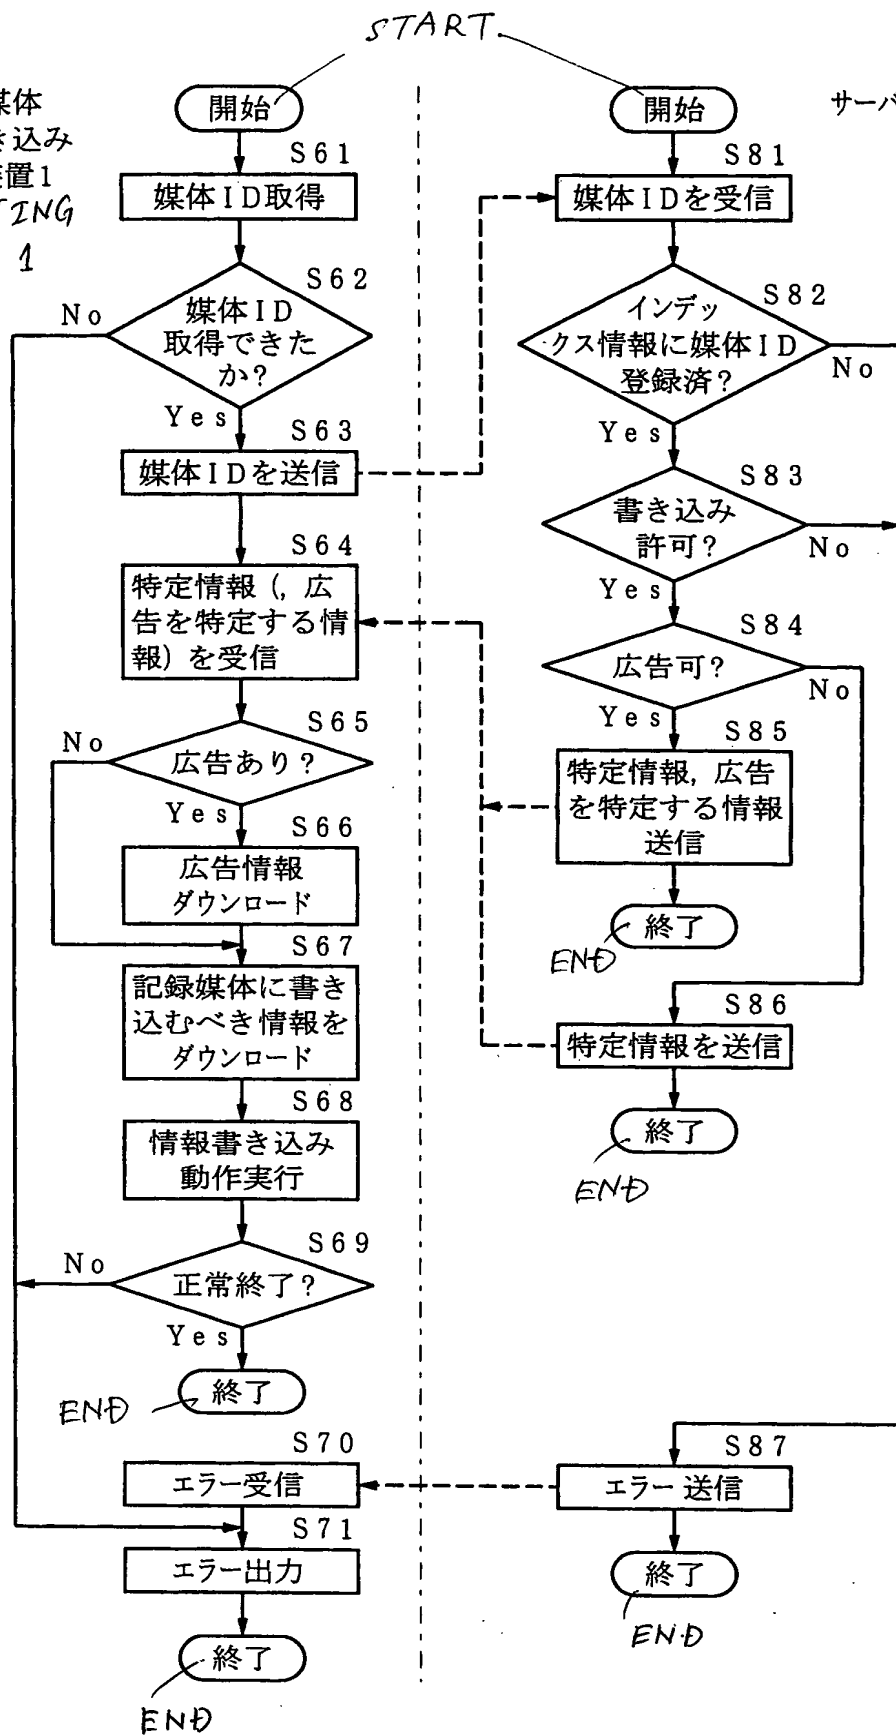 START
媒体
き込み
置1
TING
1
開始
S61
媒体ID取得
S62
媒体ID
取得できた
か?
No
Yes
S63
媒体IDを送信
S64
特定情報(, 広
告を特定する情
報)を受信
S65
広告あり?
No
Yes
S66
広告情報
ダウンロード
S67
記録媒体に書き
込むべき情報を
ダウンロード
S68
情報書き込み
動作実行
S69
正常終了?
No
Yes
終了
END
S70
エラー受信
S71
エラー出力
終了
END
サーバ
開始
S81
媒体IDを受信
S82
インデッ
クス情報に媒体ID
登録済?
No
Yes
S83
書き込み
許可?
No
Yes
S84
広告可?
No
Yes
S85
特定情報, 広告
を特定する情報
送信
終了
END
S86
特定情報を送信
終了
END
S87
エラー送信
終了
END